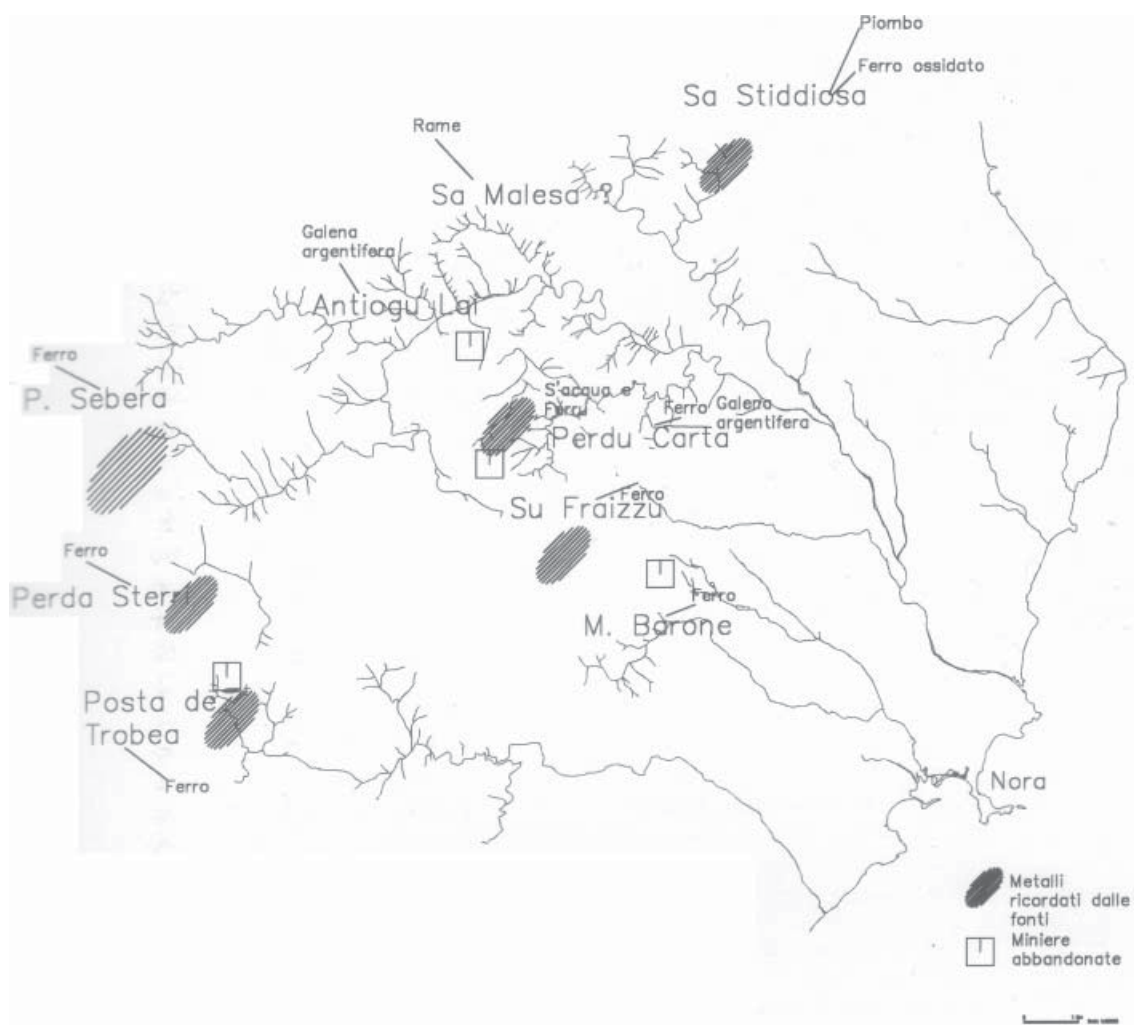 Piombo
Ferro ossidato
Sa Stiddiosa
Rame
Sa Malesa ?
Galena
argentifera
Antiogu Lai
Ferro
P. Sebera
S'acqua e'
Ferru
Ferro Galena
argentifera
Perdu Carta
Ferro
Su Fraizzu
Ferro
Perda Sterri
Ferro
M. Barone
Posta de
Trobea
Ferro
Nora
Metalli
ricordati dalle
fonti
Miniere
abbandonate